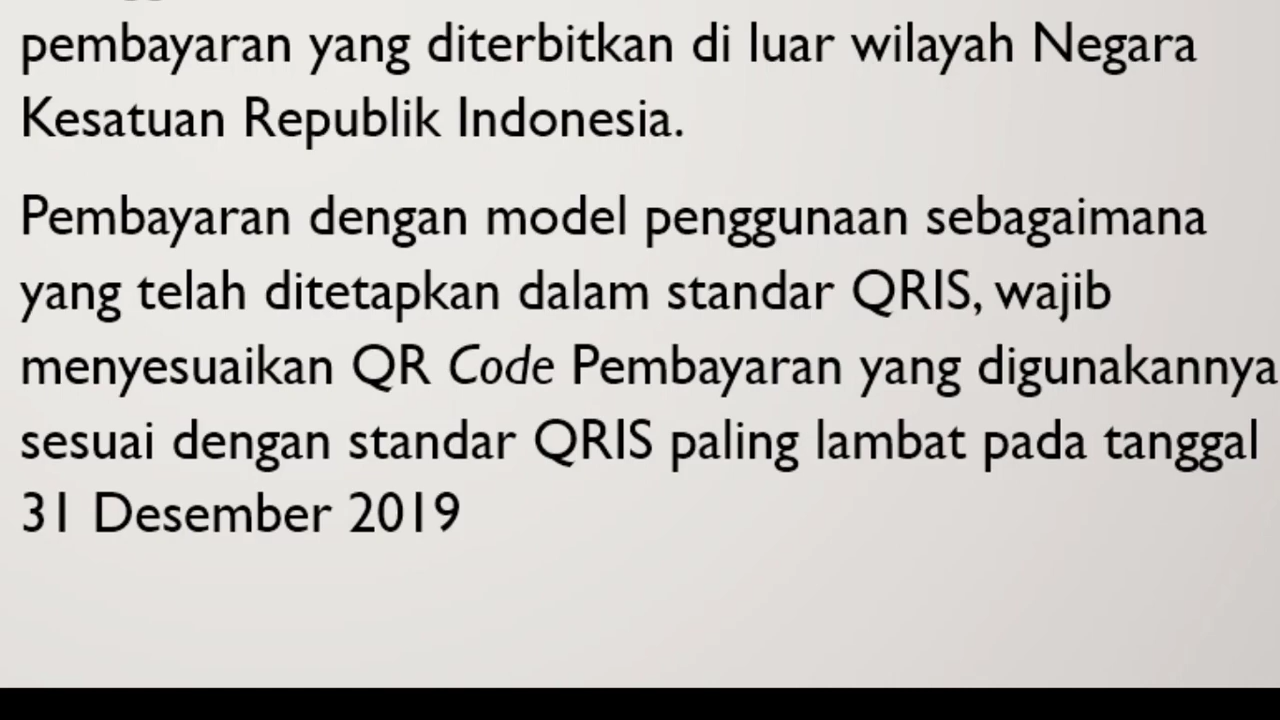 pembayaran yang diterbitkan di luar wilayah Negara
Kesatuan Republik Indonesia.
Pembayaran dengan model penggunaan sebagaimana
yang telah ditetapkan dalam standar QRIS, wajib
menyesuaikan QR Code Pembayaran yang digunakannya
sesuai dengan standar QRIS paling lambat pada tanggal
31 Desember 2019